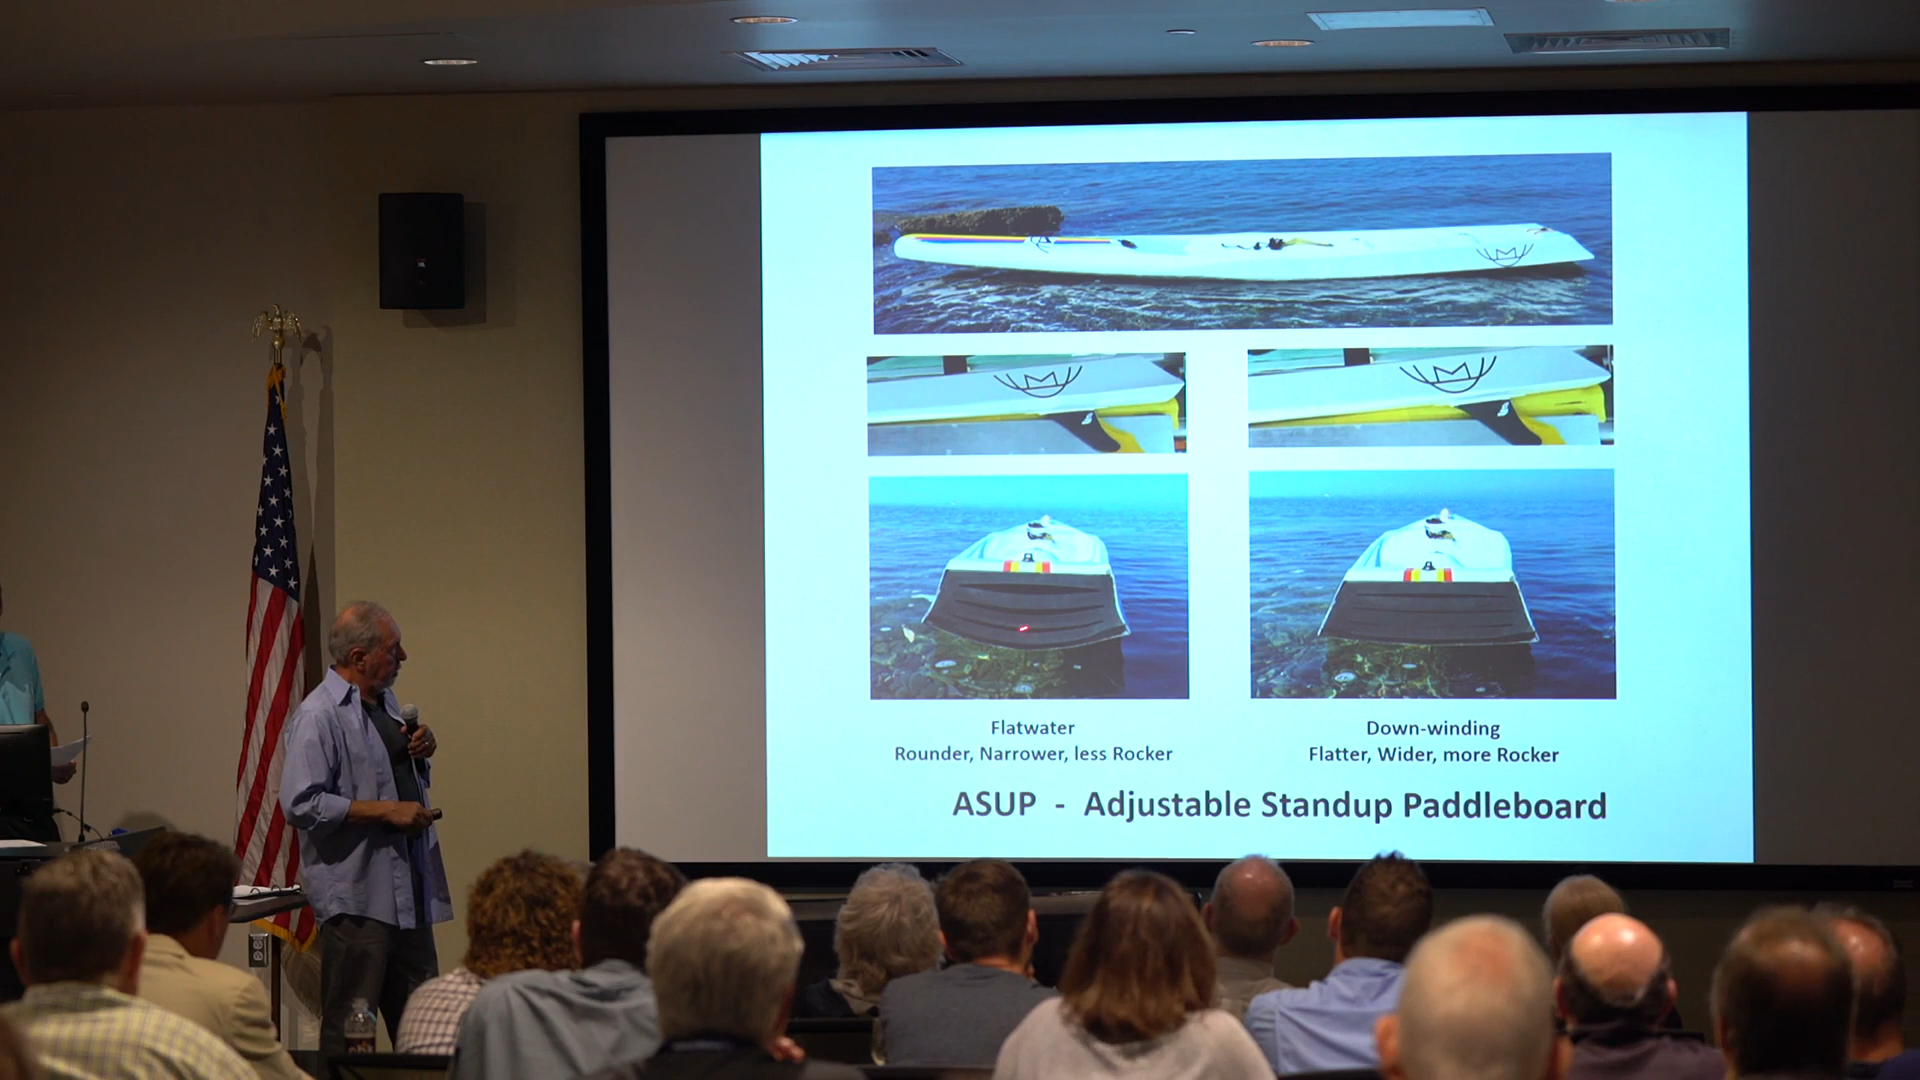 Flatwater
Rounder, Narrower, less Rocker
Down-winding
Flatter, Wider, more Rocker
ASUP - Adjustable Standup Paddleboard